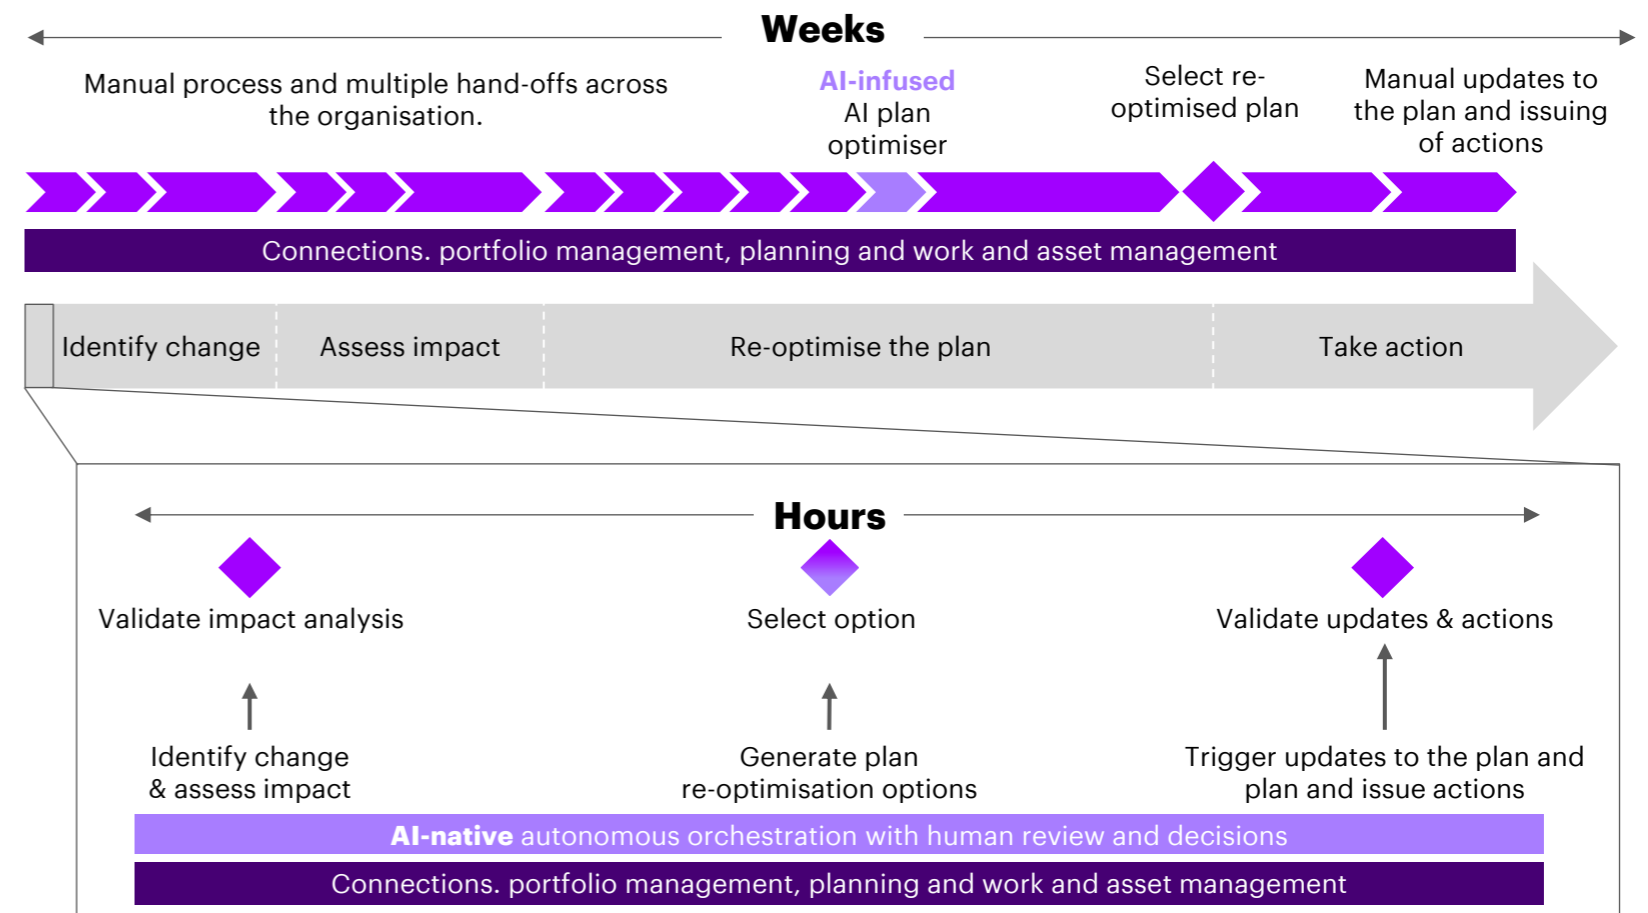 Weeks
Manual process and multiple hand-offs across
the organisation.
AI-infused
AI plan
optimiser
Select re-
optimised plan
Manual updates to
the plan and issuing
of actions
Connections. portfolio management, planning and work and asset management
Identify change
Assess impact
Re-optimise the plan
Take action
Hours
Validate impact analysis
Select option
Validate updates & actions
Identify change
& assess impact
Generate plan
re-optimisation options
Trigger updates to the plan and
plan and issue actions
AI-native autonomous orchestration with human review and decisions
Connections. portfolio management, planning and work and asset management